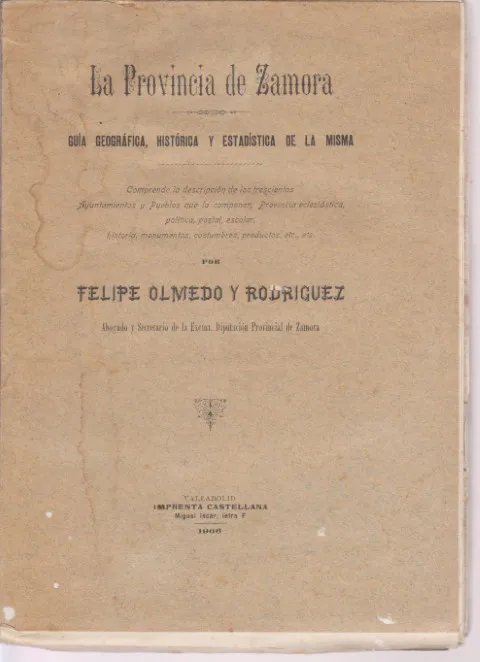 La Provincia de Zamora
GUÍA GEOGRÁFICA, HISTÓRICA Y ESTADÍSTICA DE LA MISMA
Comprende la descripción de los trescientos
Ayuntamientos y Pueblos que la componen, Provincia eclesiástica,
política, postal, escolar,
historia, monumentos, costumbres, productos, etc., etc.
POR
FELIPE OLMEDO Y RODRIGUEZ
Abogado y Secretario de la Excma. Diputación Provincial de Zamora
VALLADOLID
IMPRENTA CASTELLANA
Miguel Iscar, letra F
1905